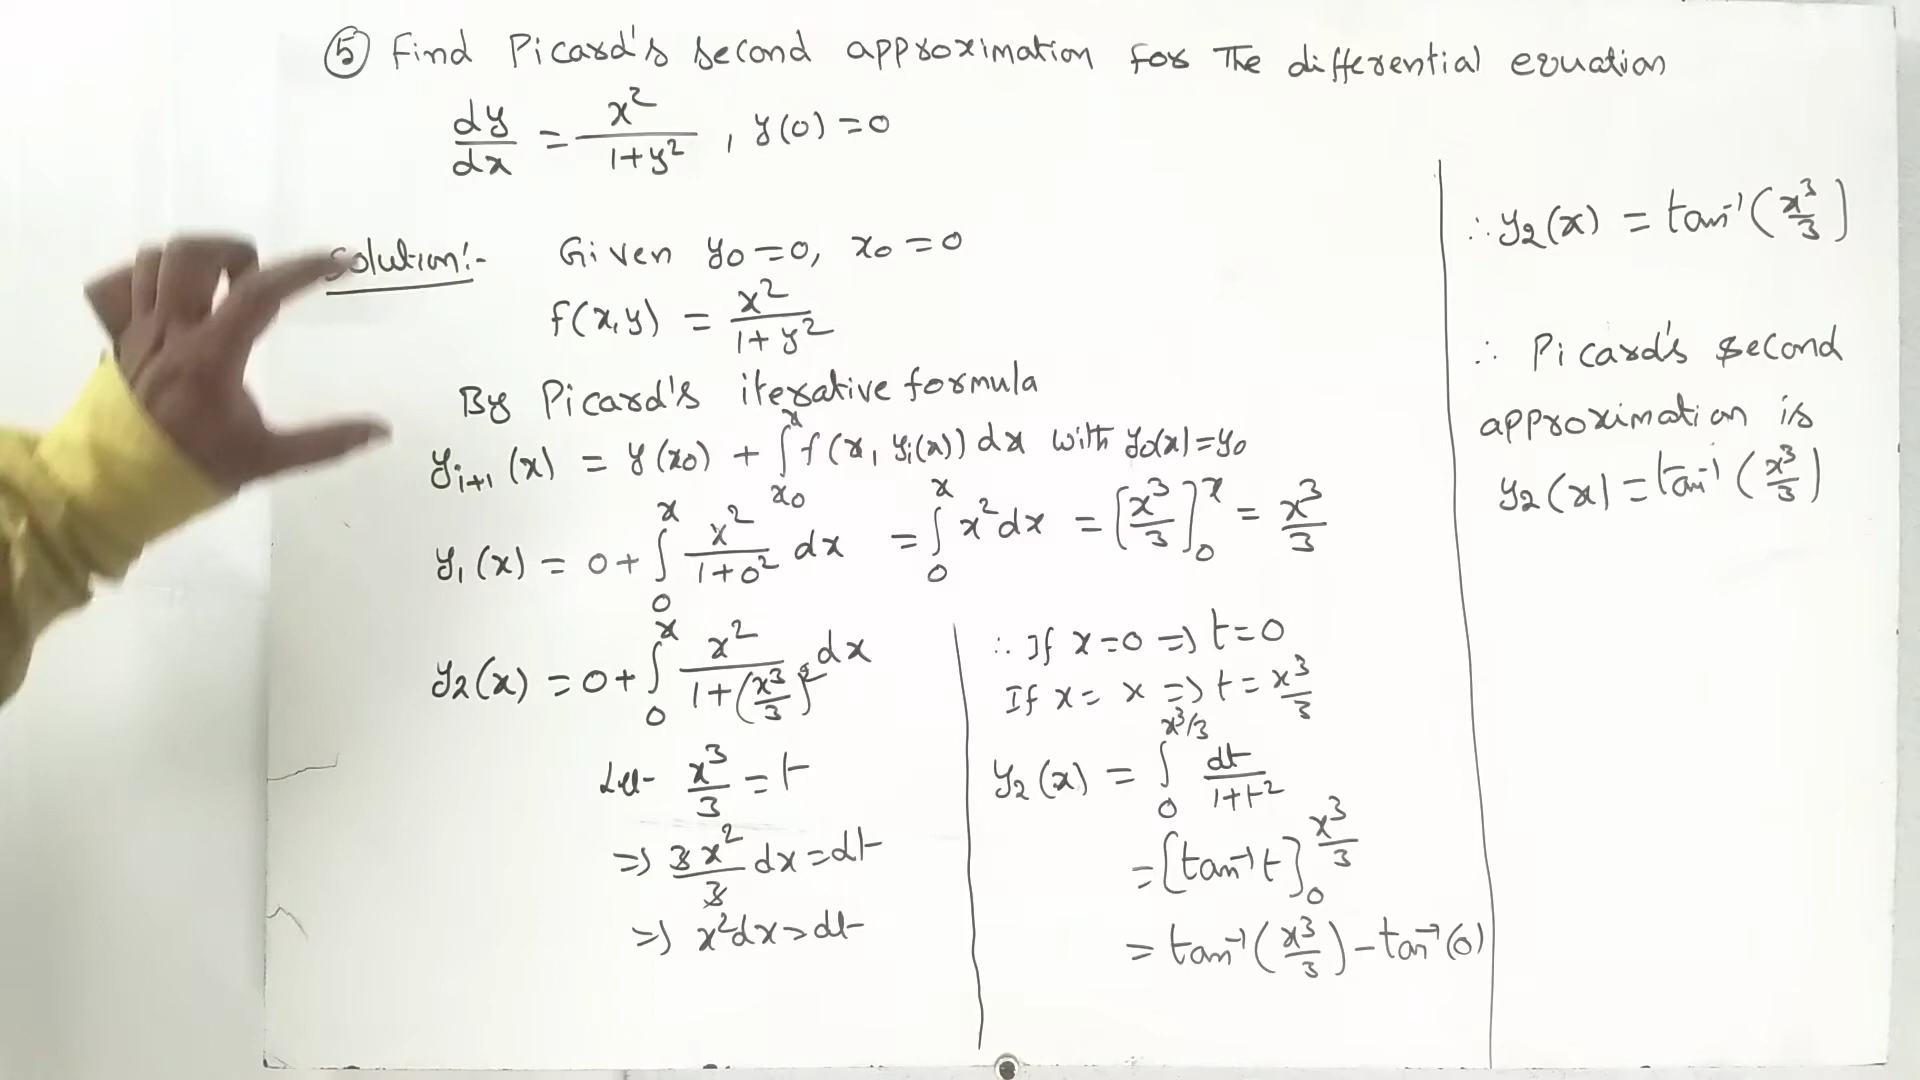 ⑤ Find Picard's second approximation for The differential equation
dy/dx = x²/(1+y²) , y(0) = 0
Solution:- Given y₀ = 0, x₀ = 0
f(x,y) = x²/(1+y²)
By Picard's iterative formula
yᵢ₊₁(x) = y(x₀) + ∫_{x₀}^{x} f(x, yᵢ(x)) dx with y₀(x) = y₀
y₁(x) = 0 + ∫_{0}^{x} x²/(1+0²) dx = ∫_{0}^{x} x² dx = [x³/3]_{0}^{x} = x³/3
y₂(x) = 0 + ∫_{0}^{x} x²/(1+(x³/3)²) dx
Let x³/3 = t
=> 3x²/3 dx = dt
=> x²dx = dt
∴ If x = 0 => t = 0
If x = x => t = x³/3
y₂(x) = ∫_{0}^{x³/3} dt/(1+t²)
= [tan⁻¹t]_{0}^{x³/3}
= tan⁻¹(x³/3) − tan⁻¹(0)
∴ y₂(x) = tan⁻¹(x³/3)
∴ Picard's second
approximation is
y₂(x) = tan⁻¹(x³/3)